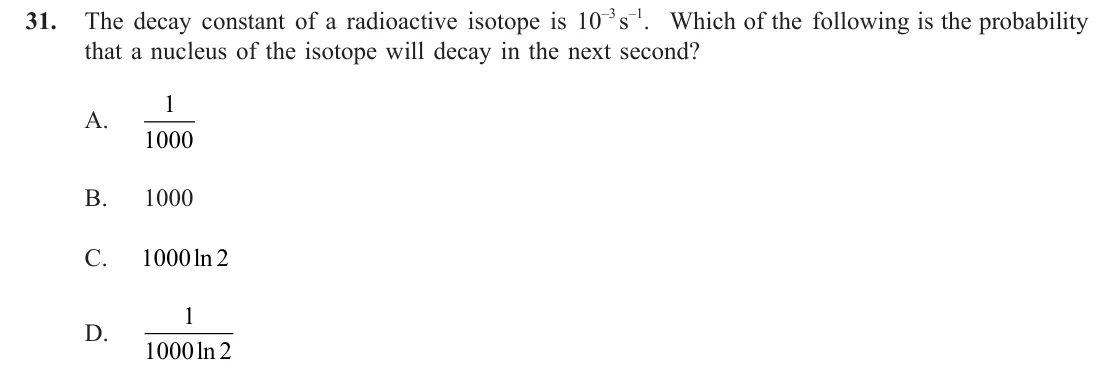 31. The decay constant of a radioactive isotope is 10⁻³ s⁻¹. Which of the following is the probability
that a nucleus of the isotope will decay in the next second?
A. 1/1000
B. 1000
C. 1000 ln 2
D. 1/(1000 ln 2)